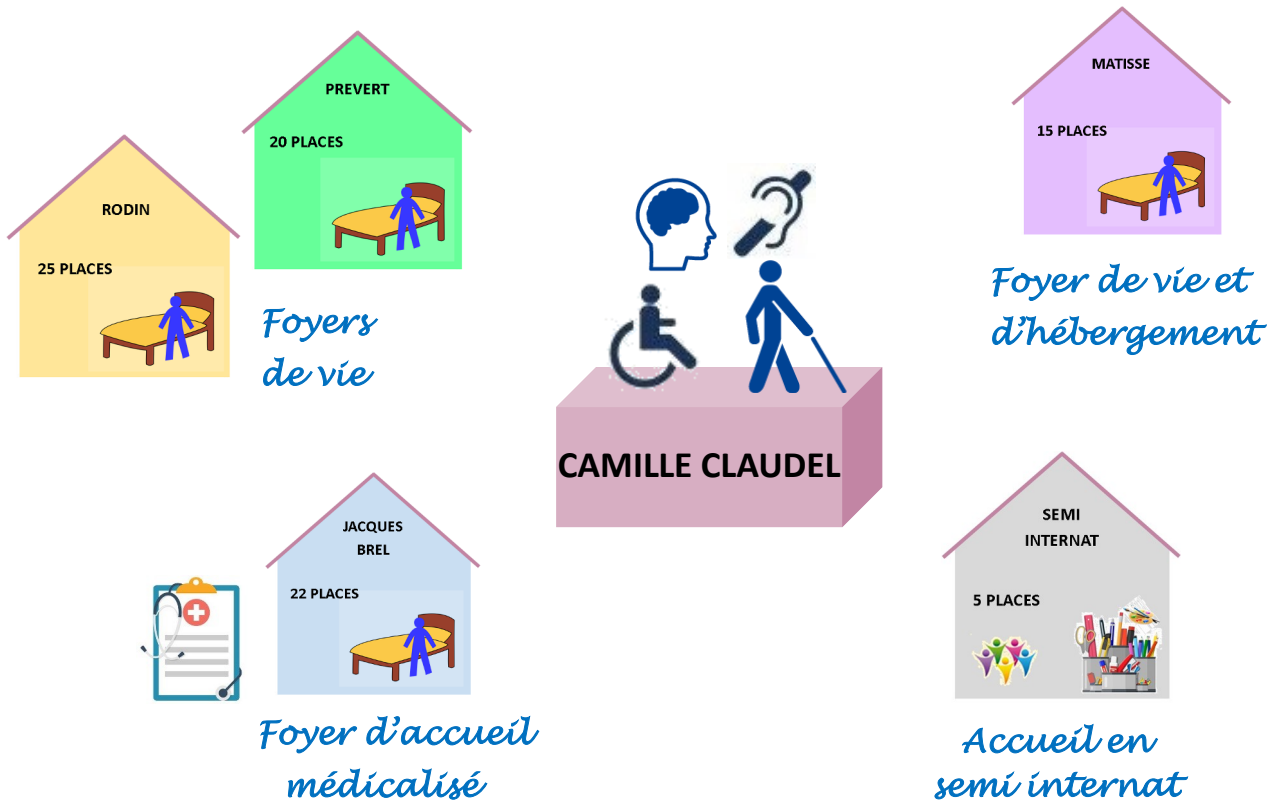 PREVERT
20 PLACES
RODIN
25 PLACES
Foyers
de vie
MATISSE
15 PLACES
Foyer de vie et
d'hébergement
CAMILLE CLAUDEL
JACQUES
BREL
22 PLACES
Foyer d'accueil
médicalisé
SEMI
INTERNAT
5 PLACES
Accueil en
semi internat